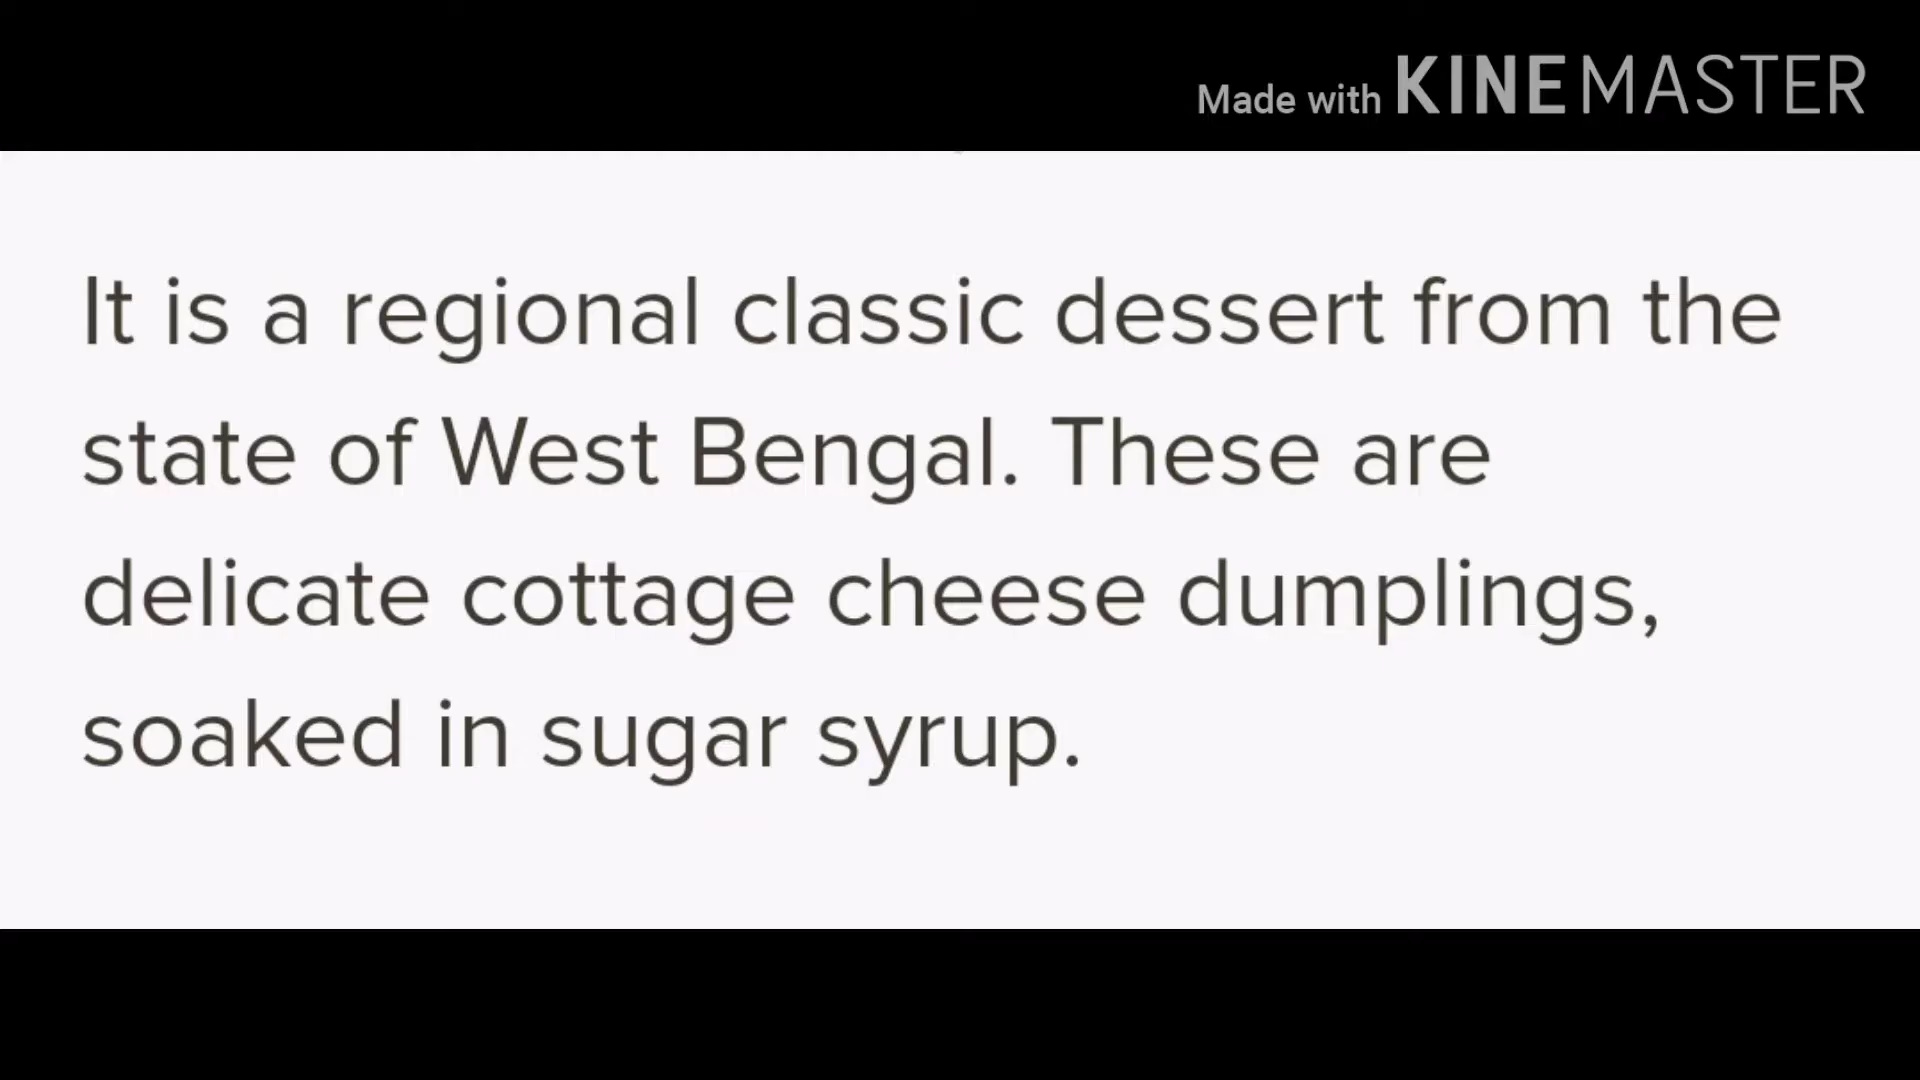 Made with KINEMASTER
It is a regional classic dessert from the
state of West Bengal. These are
delicate cottage cheese dumplings,
soaked in sugar syrup.